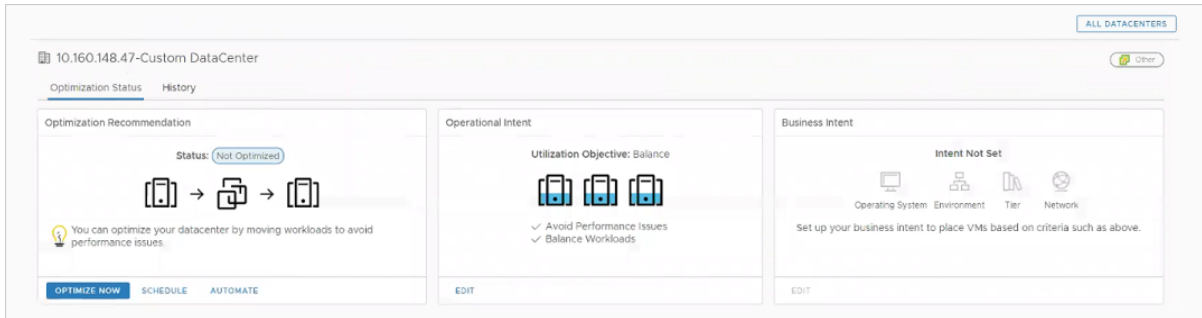 ALL DATACENTERS
10.160.148.47-Custom DataCenter
Other
Optimization Status History
Optimization Recommendation
Status: Not Optimized
You can optimize your datacenter by moving workloads to avoid
performance issues.
OPTIMIZE NOW SCHEDULE AUTOMATE
Operational Intent
Utilization Objective: Balance
Avoid Performance Issues
Balance Workloads
EDIT
Business Intent
Intent Not Set
Operating System Environment Tier Network
Set up your business intent to place VMs based on criteria such as above.
EDIT